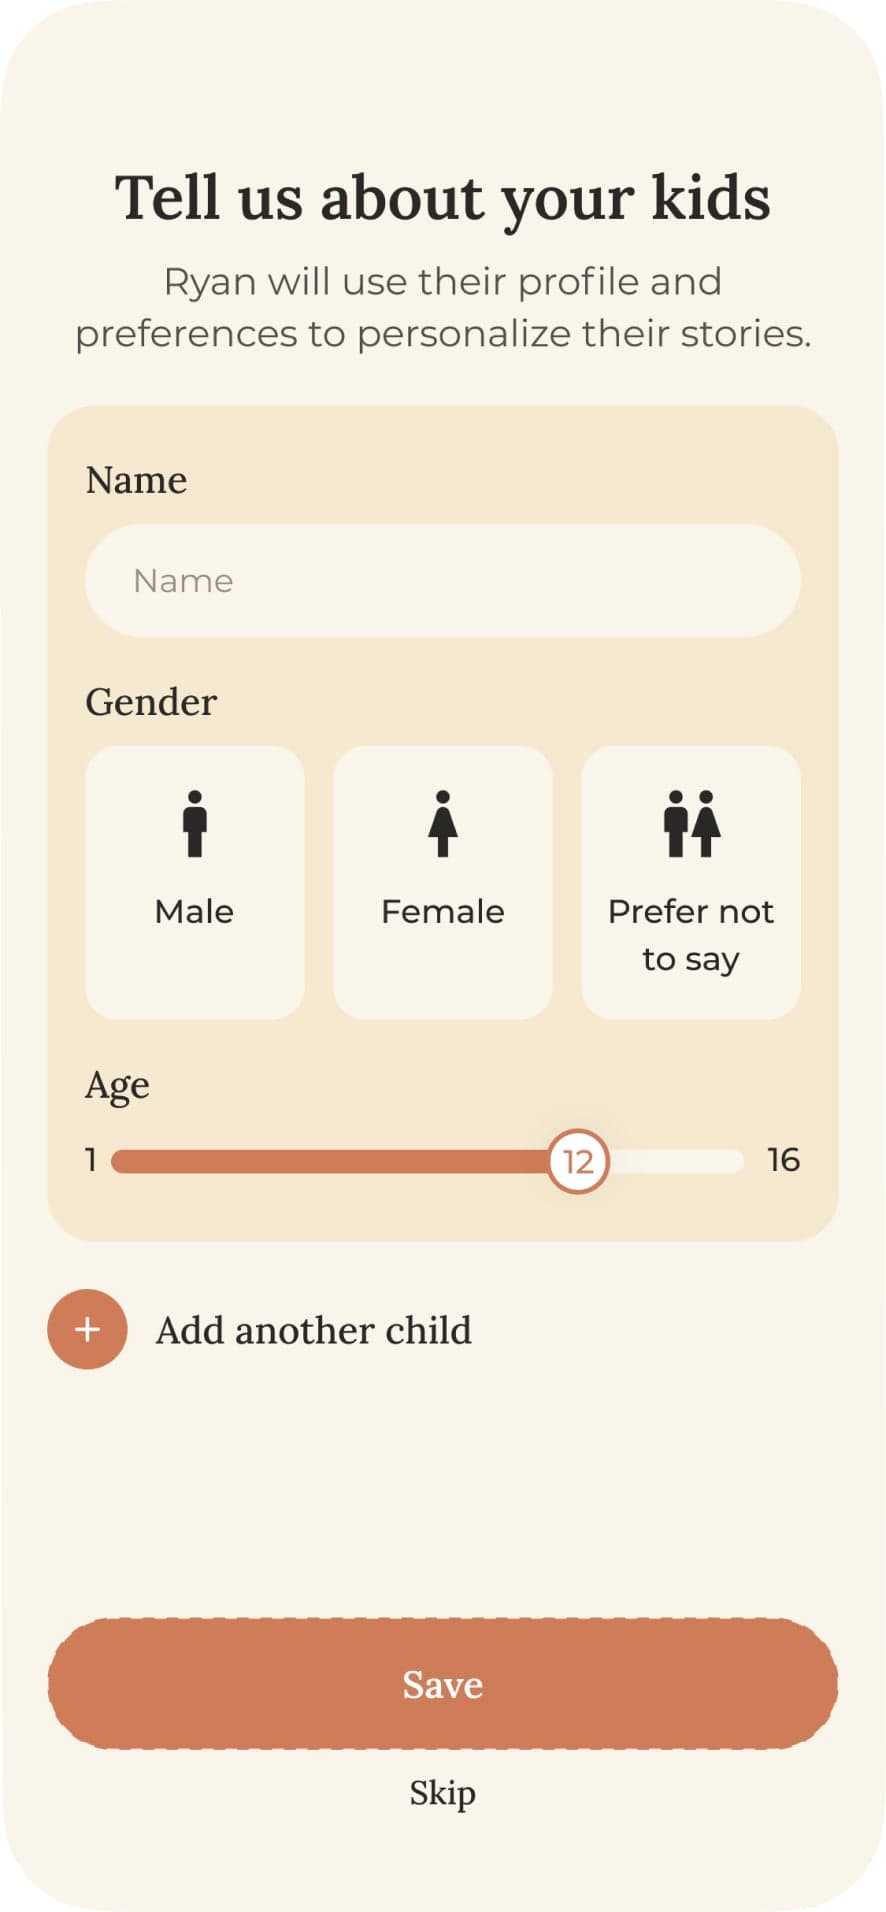 Tell us about your kids
Ryan will use their profile and
preferences to personalize their stories.
Name
Name
Gender
Male
Female
Prefer not
to say
Age
1
12
16
Add another child
Save
Skip